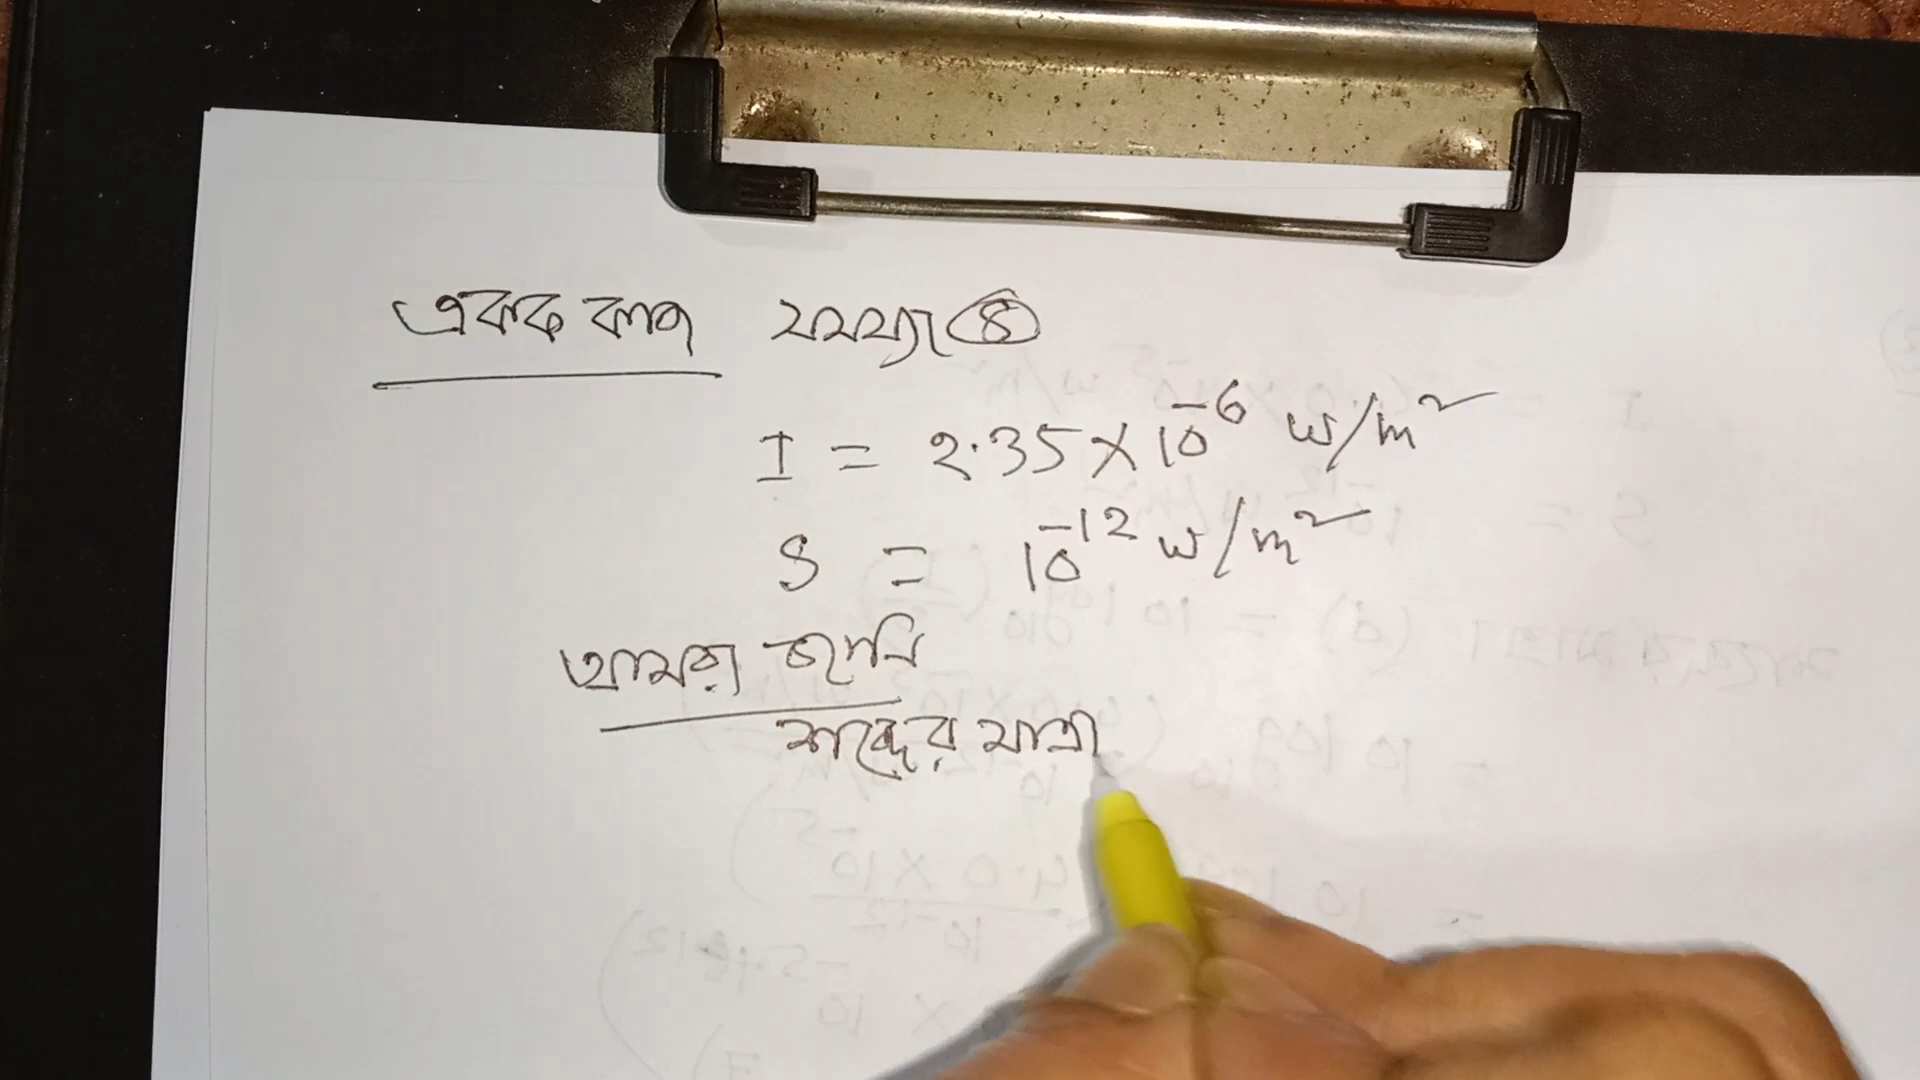 একক কাজ সমস্যা ৪
I = 2.35 × 10⁻⁶ w/m²
S = 10⁻¹² w/m²
আমরা জানি
শব্দের মাত্রা